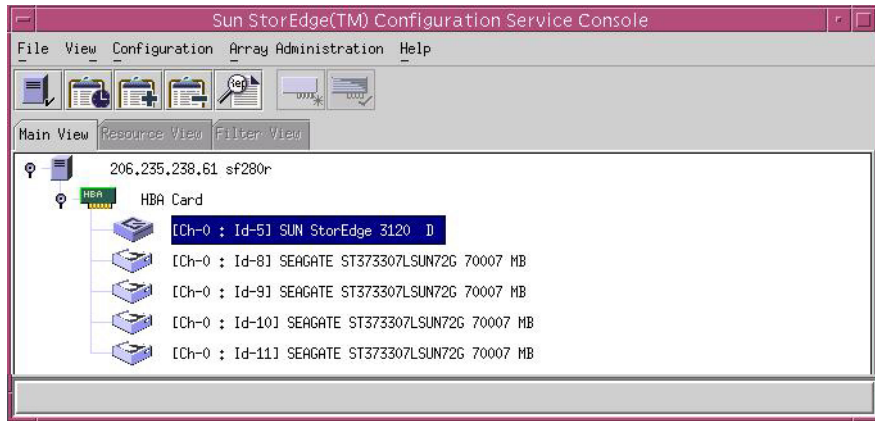 Sun StorEdge(TM) Configuration Service Console
File View Configuration Array Administration Help
Rep
Main View Resource View Filter View
206.235.238.61 sf280r
HBA HBA Card
[Ch-0 : Id-5] SUN StorEdge 3120 D
[Ch-0 : Id-8] SEAGATE ST373307LSUN72G 70007 MB
[Ch-0 : Id-9] SEAGATE ST373307LSUN72G 70007 MB
[Ch-0 : Id-10] SEAGATE ST373307LSUN72G 70007 MB
[Ch-0 : Id-11] SEAGATE ST373307LSUN72G 70007 MB